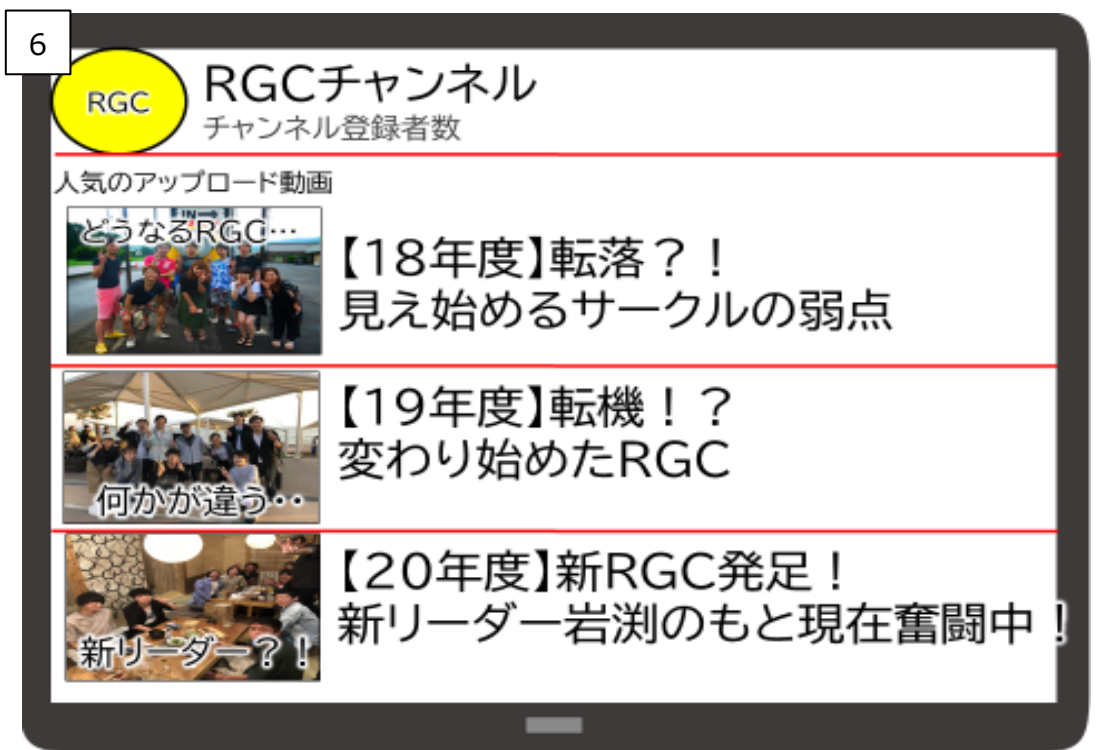 6
RGC
RGCチャンネル
チャンネル登録者数
人気のアップロード動画
IN→
どうなるRGC…
【18年度】転落？！
見え始めるサークルの弱点
【19年度】転機！？
変わり始めたRGC
何かが違う‥
【20年度】新RGC発足！
新リーダー岩渕のもと現在奮闘中！
新リーダー？！